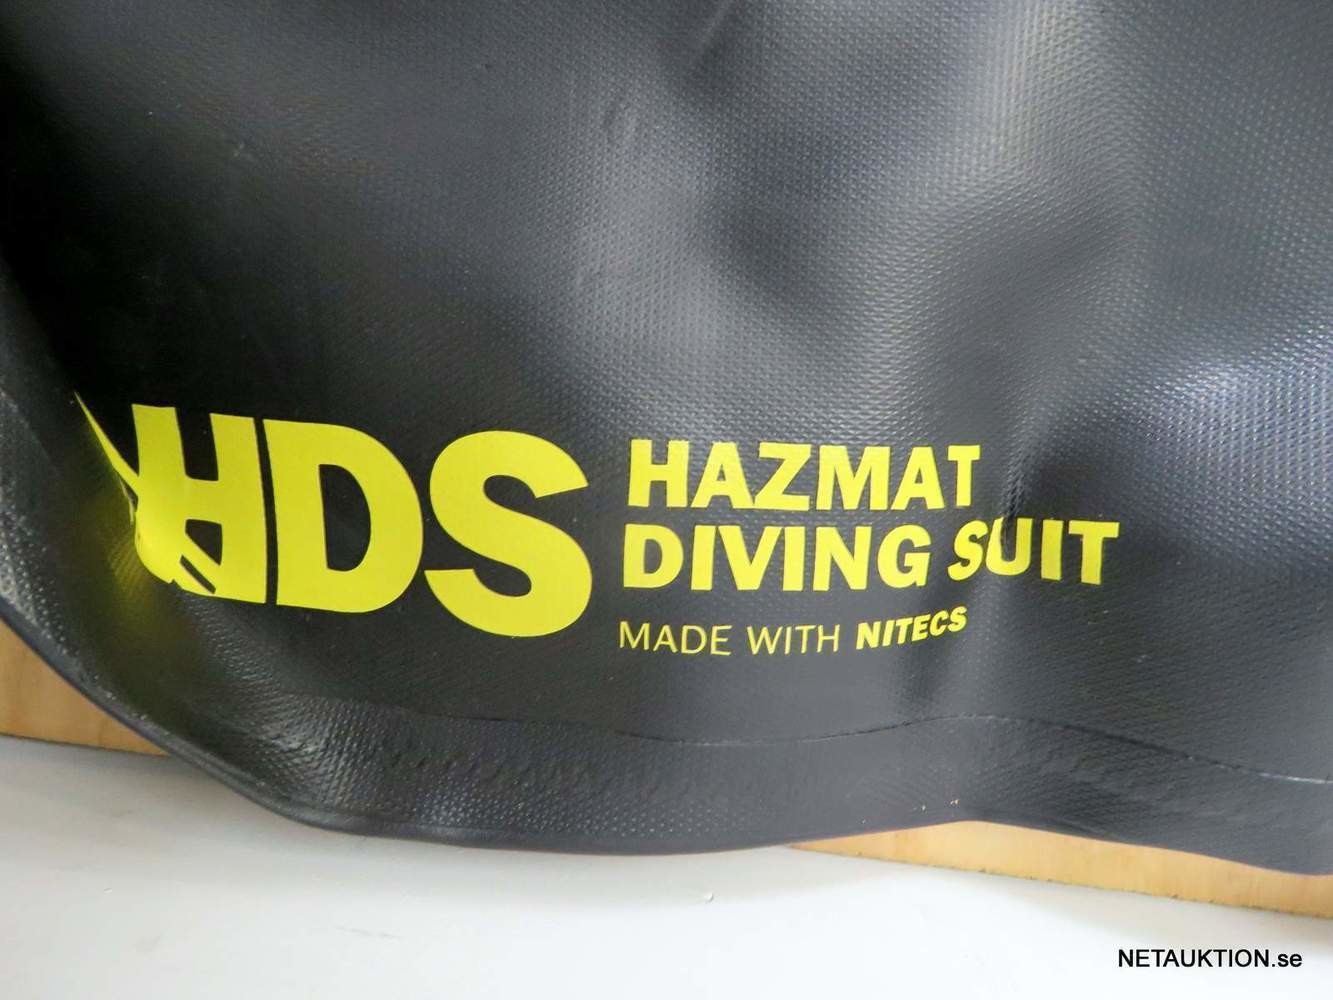 HDS
HAZMAT
DIVING SUIT
MADE WITH NITECS
NETAUKTION.se